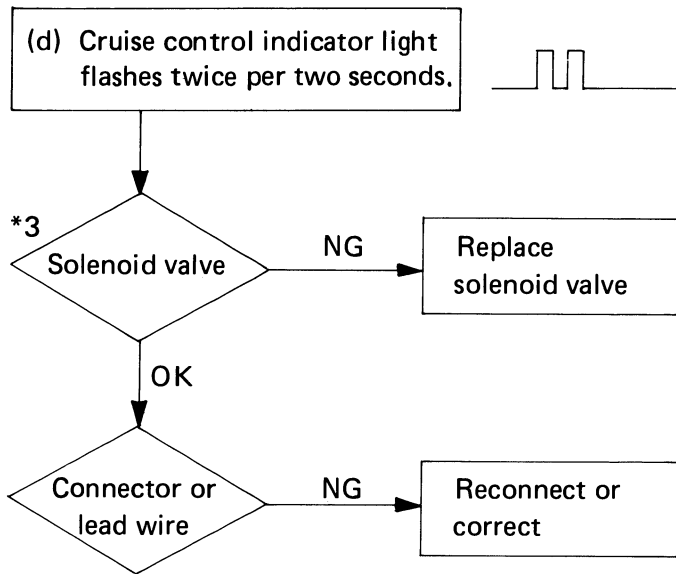 (d) Cruise control indicator light
flashes twice per two seconds.
*3
Solenoid valve
NG
Replace
solenoid valve
OK
Connector or
lead wire
NG
Reconnect or
correct